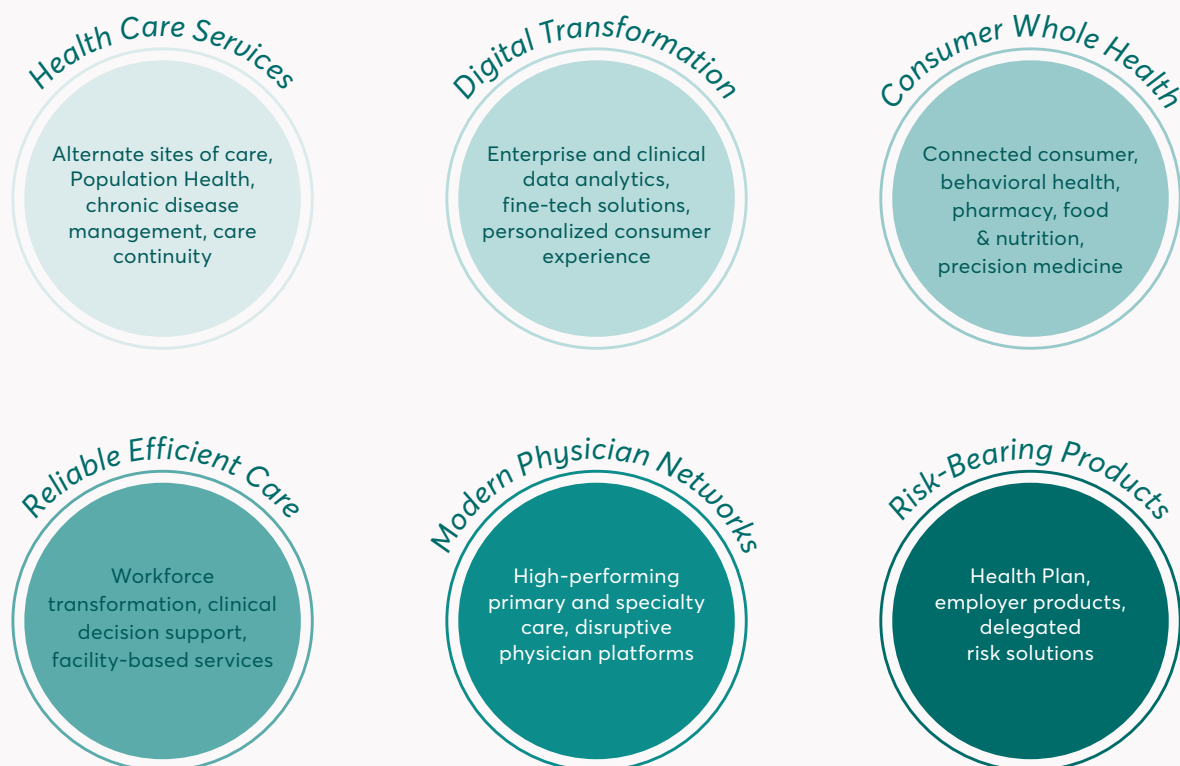 Health Care Services
Alternate sites of care,
Population Health,
chronic disease
management, care
continuity
Digital Transformation
Enterprise and clinical
data analytics,
fine-tech solutions,
personalized consumer
experience
Consumer Whole Health
Connected consumer,
behavioral health,
pharmacy, food
& nutrition,
precision medicine
Reliable Efficient Care
Workforce
transformation, clinical
decision support,
facility-based services
Modern Physician Networks
High-performing
primary and specialty
care, disruptive
physician platforms
Risk-Bearing Products
Health Plan,
employer products,
delegated
risk solutions